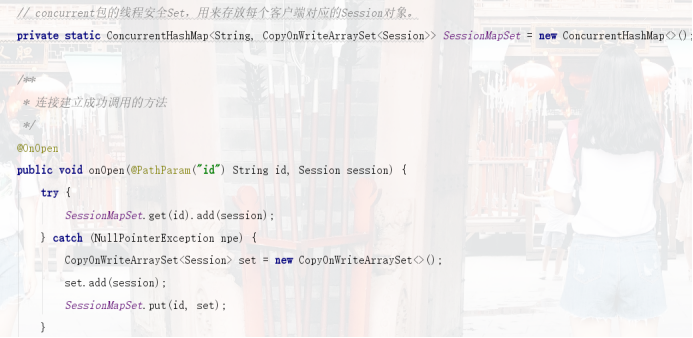 // concurrent包的线程安全Set，用来存放每个客户端对应的Session对象。
private static ConcurrentHashMap<String, CopyOnWriteArraySet<Session>> SessionMapSet = new ConcurrentHashMap<>();
/**
* 连接建立成功调用的方法
*/
@OnOpen
public void onOpen(@PathParam("id") String id, Session session) {
try {
SessionMapSet.get(id).add(session);
} catch (NullPointerException npe) {
CopyOnWriteArraySet<Session> set = new CopyOnWriteArraySet<>();
set.add(session);
SessionMapSet.put(id, set);
}